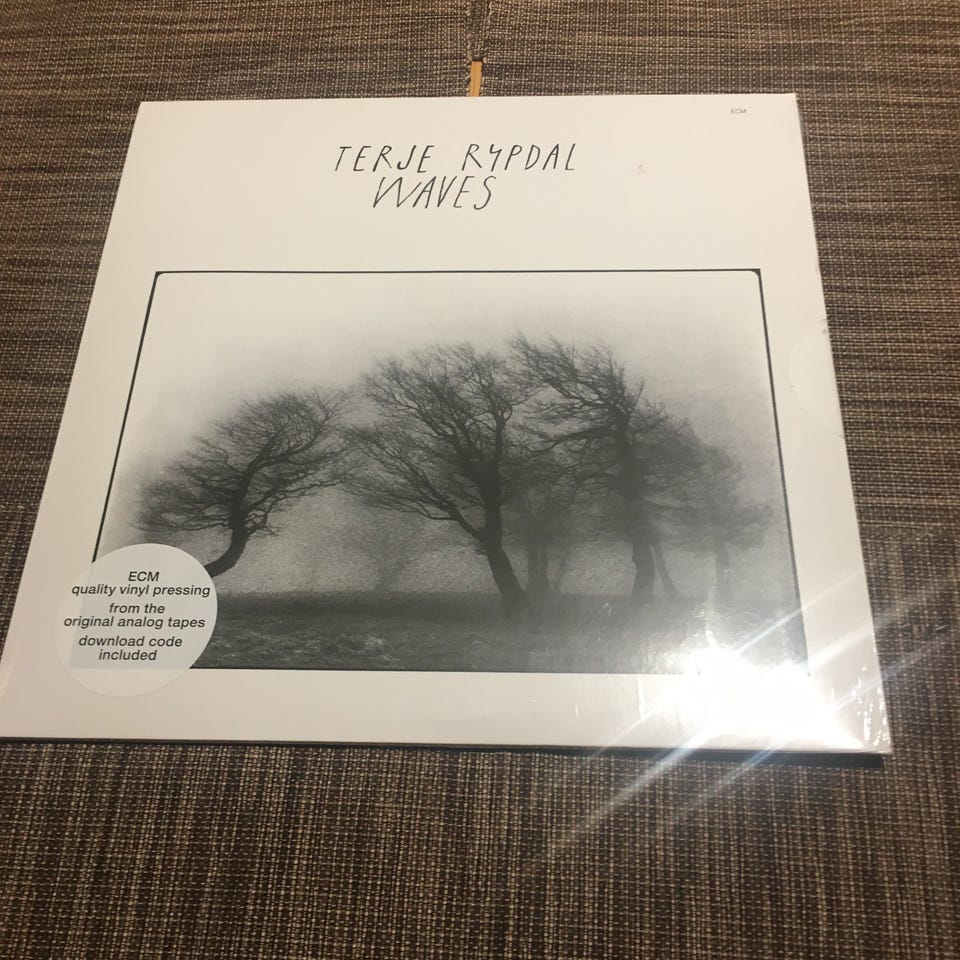 ECM
TERJE RYPDAL
WAVES
ECM
quality vinyl pressing
from the
original analog tapes
download code
included